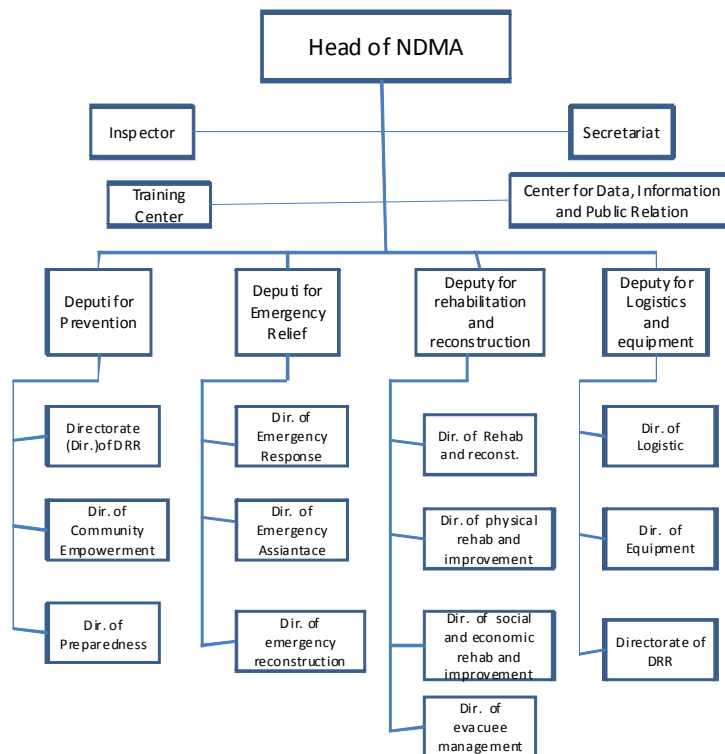 Head of NDMA
Inspector
Secretariat
Training
Center
Center for Data, Information
and Public Relation
Deputi for
Prevention
Deputi for
Emergency
Relief
Deputy for
rehabilitation
and
reconstruction
Deputy for
Logistics
and
equipment
Directorate
(Dir.)of DRR
Dir. of
Community
Empowerment
Dir. of
Preparedness
Dir. of
Emergency
Response
Dir. of
Emergency
Assiantace
Dir. of
emergency
reconstruction
Dir. of Rehab
and reconst.
Dir. of physical
rehab and
improvement
Dir. of social
and economic
rehab and
improvement
Dir. of
evacuee
management
Dir. of
Logistic
Dir. of
Equipment
Directorate of
DRR